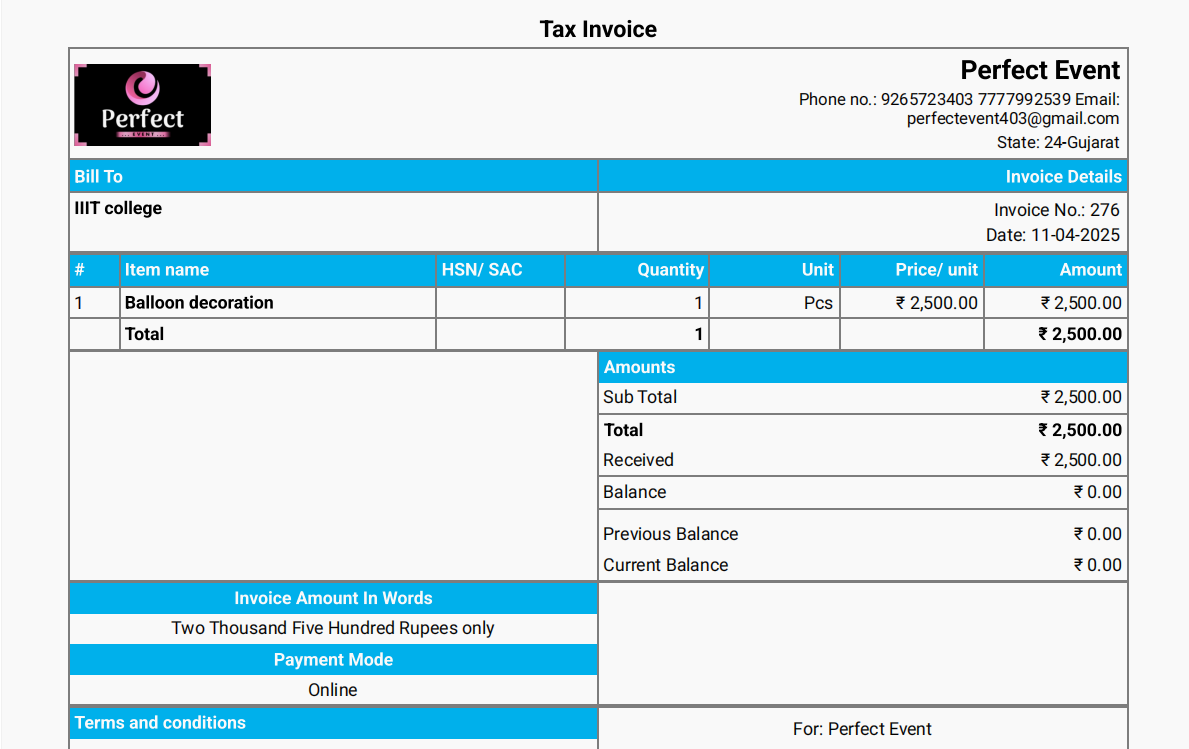 Tax Invoice
Perfect
EVENT
Perfect Event
Phone no.: 9265723403 7777992539 Email:
perfectevent403@gmail.com
State: 24-Gujarat
Bill To Invoice Details
IIIT college
Invoice No.: 276
Date: 11-04-2025
# Item name HSN/ SAC Quantity Unit Price/ unit Amount
1 Balloon decoration 1 Pcs ₹ 2,500.00 ₹ 2,500.00
Total 1 ₹ 2,500.00
Amounts
Sub Total ₹ 2,500.00
Total ₹ 2,500.00
Received ₹ 2,500.00
Balance ₹ 0.00
Previous Balance ₹ 0.00
Current Balance ₹ 0.00
Invoice Amount In Words
Two Thousand Five Hundred Rupees only
Payment Mode
Online
Terms and conditions
For: Perfect Event